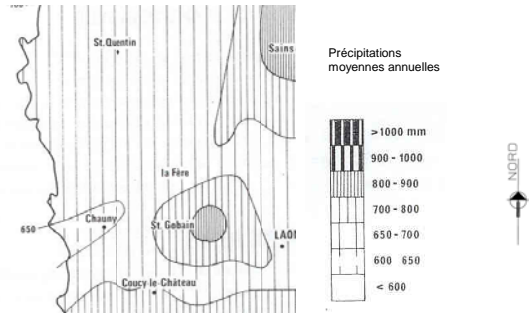 St.Quentin
Sains
la Fère
650
Chauny
St. Gobain
LAON
Coucy-le-Château
Précipitations
moyennes annuelles
>1000 mm
900 - 1000
800 - 900
700 - 800
650 - 700
600 650
< 600
NORD